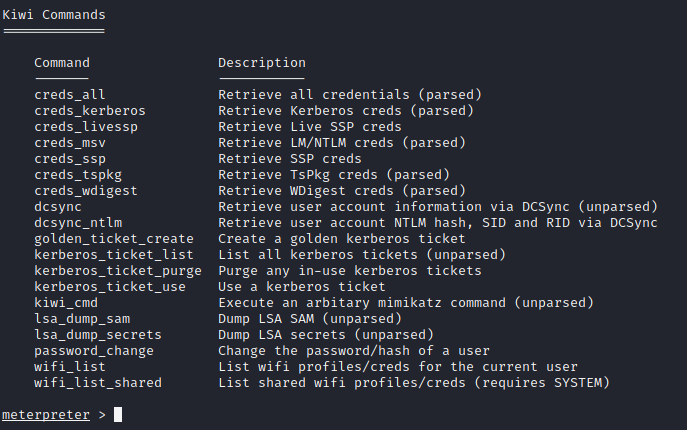 Kiwi Commands
=============
Command Description
------- -----------
creds_all Retrieve all credentials (parsed)
creds_kerberos Retrieve Kerberos creds (parsed)
creds_livessp Retrieve Live SSP creds
creds_msv Retrieve LM/NTLM creds (parsed)
creds_ssp Retrieve SSP creds
creds_tspkg Retrieve TsPkg creds (parsed)
creds_wdigest Retrieve WDigest creds (parsed)
dcsync Retrieve user account information via DCSync (unparsed)
dcsync_ntlm Retrieve user account NTLM hash, SID and RID via DCSync
golden_ticket_create Create a golden kerberos ticket
kerberos_ticket_list List all kerberos tickets (unparsed)
kerberos_ticket_purge Purge any in-use kerberos tickets
kerberos_ticket_use Use a kerberos ticket
kiwi_cmd Execute an arbitary mimikatz command (unparsed)
lsa_dump_sam Dump LSA SAM (unparsed)
lsa_dump_secrets Dump LSA secrets (unparsed)
password_change Change the password/hash of a user
wifi_list List wifi profiles/creds for the current user
wifi_list_shared List shared wifi profiles/creds (requires SYSTEM)
meterpreter >